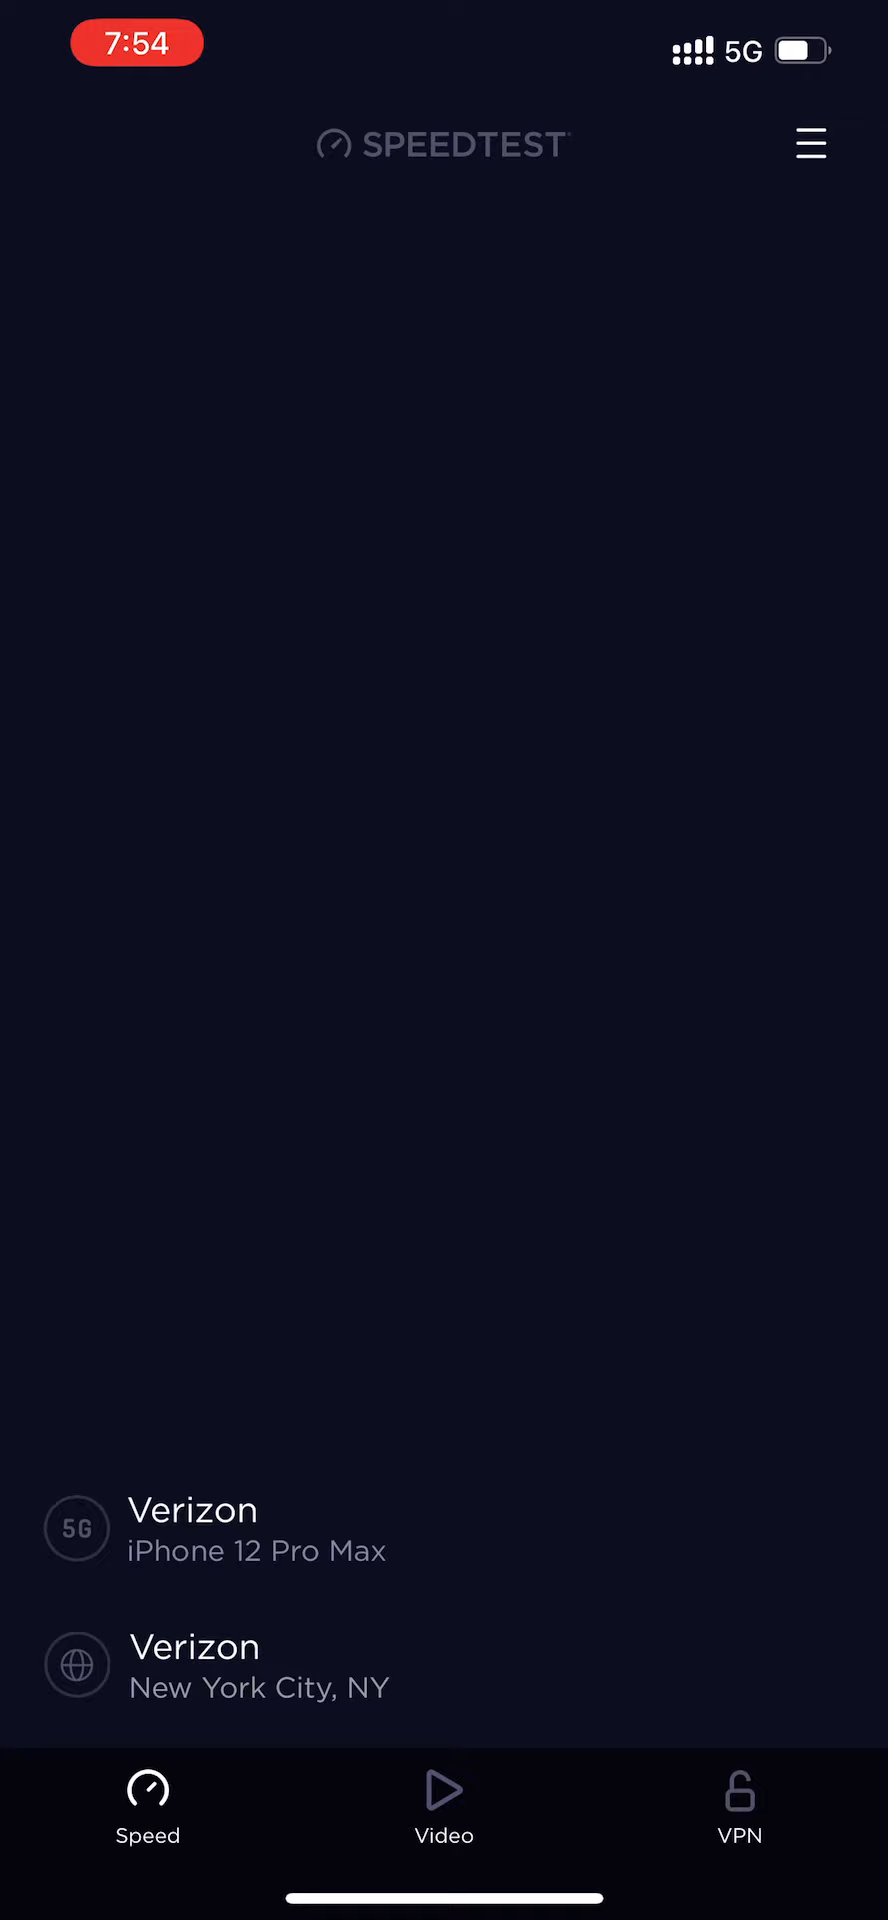 7:54
5G
SPEEDTEST
5G
Verizon
iPhone 12 Pro Max
Verizon
New York City, NY
Speed
Video
VPN